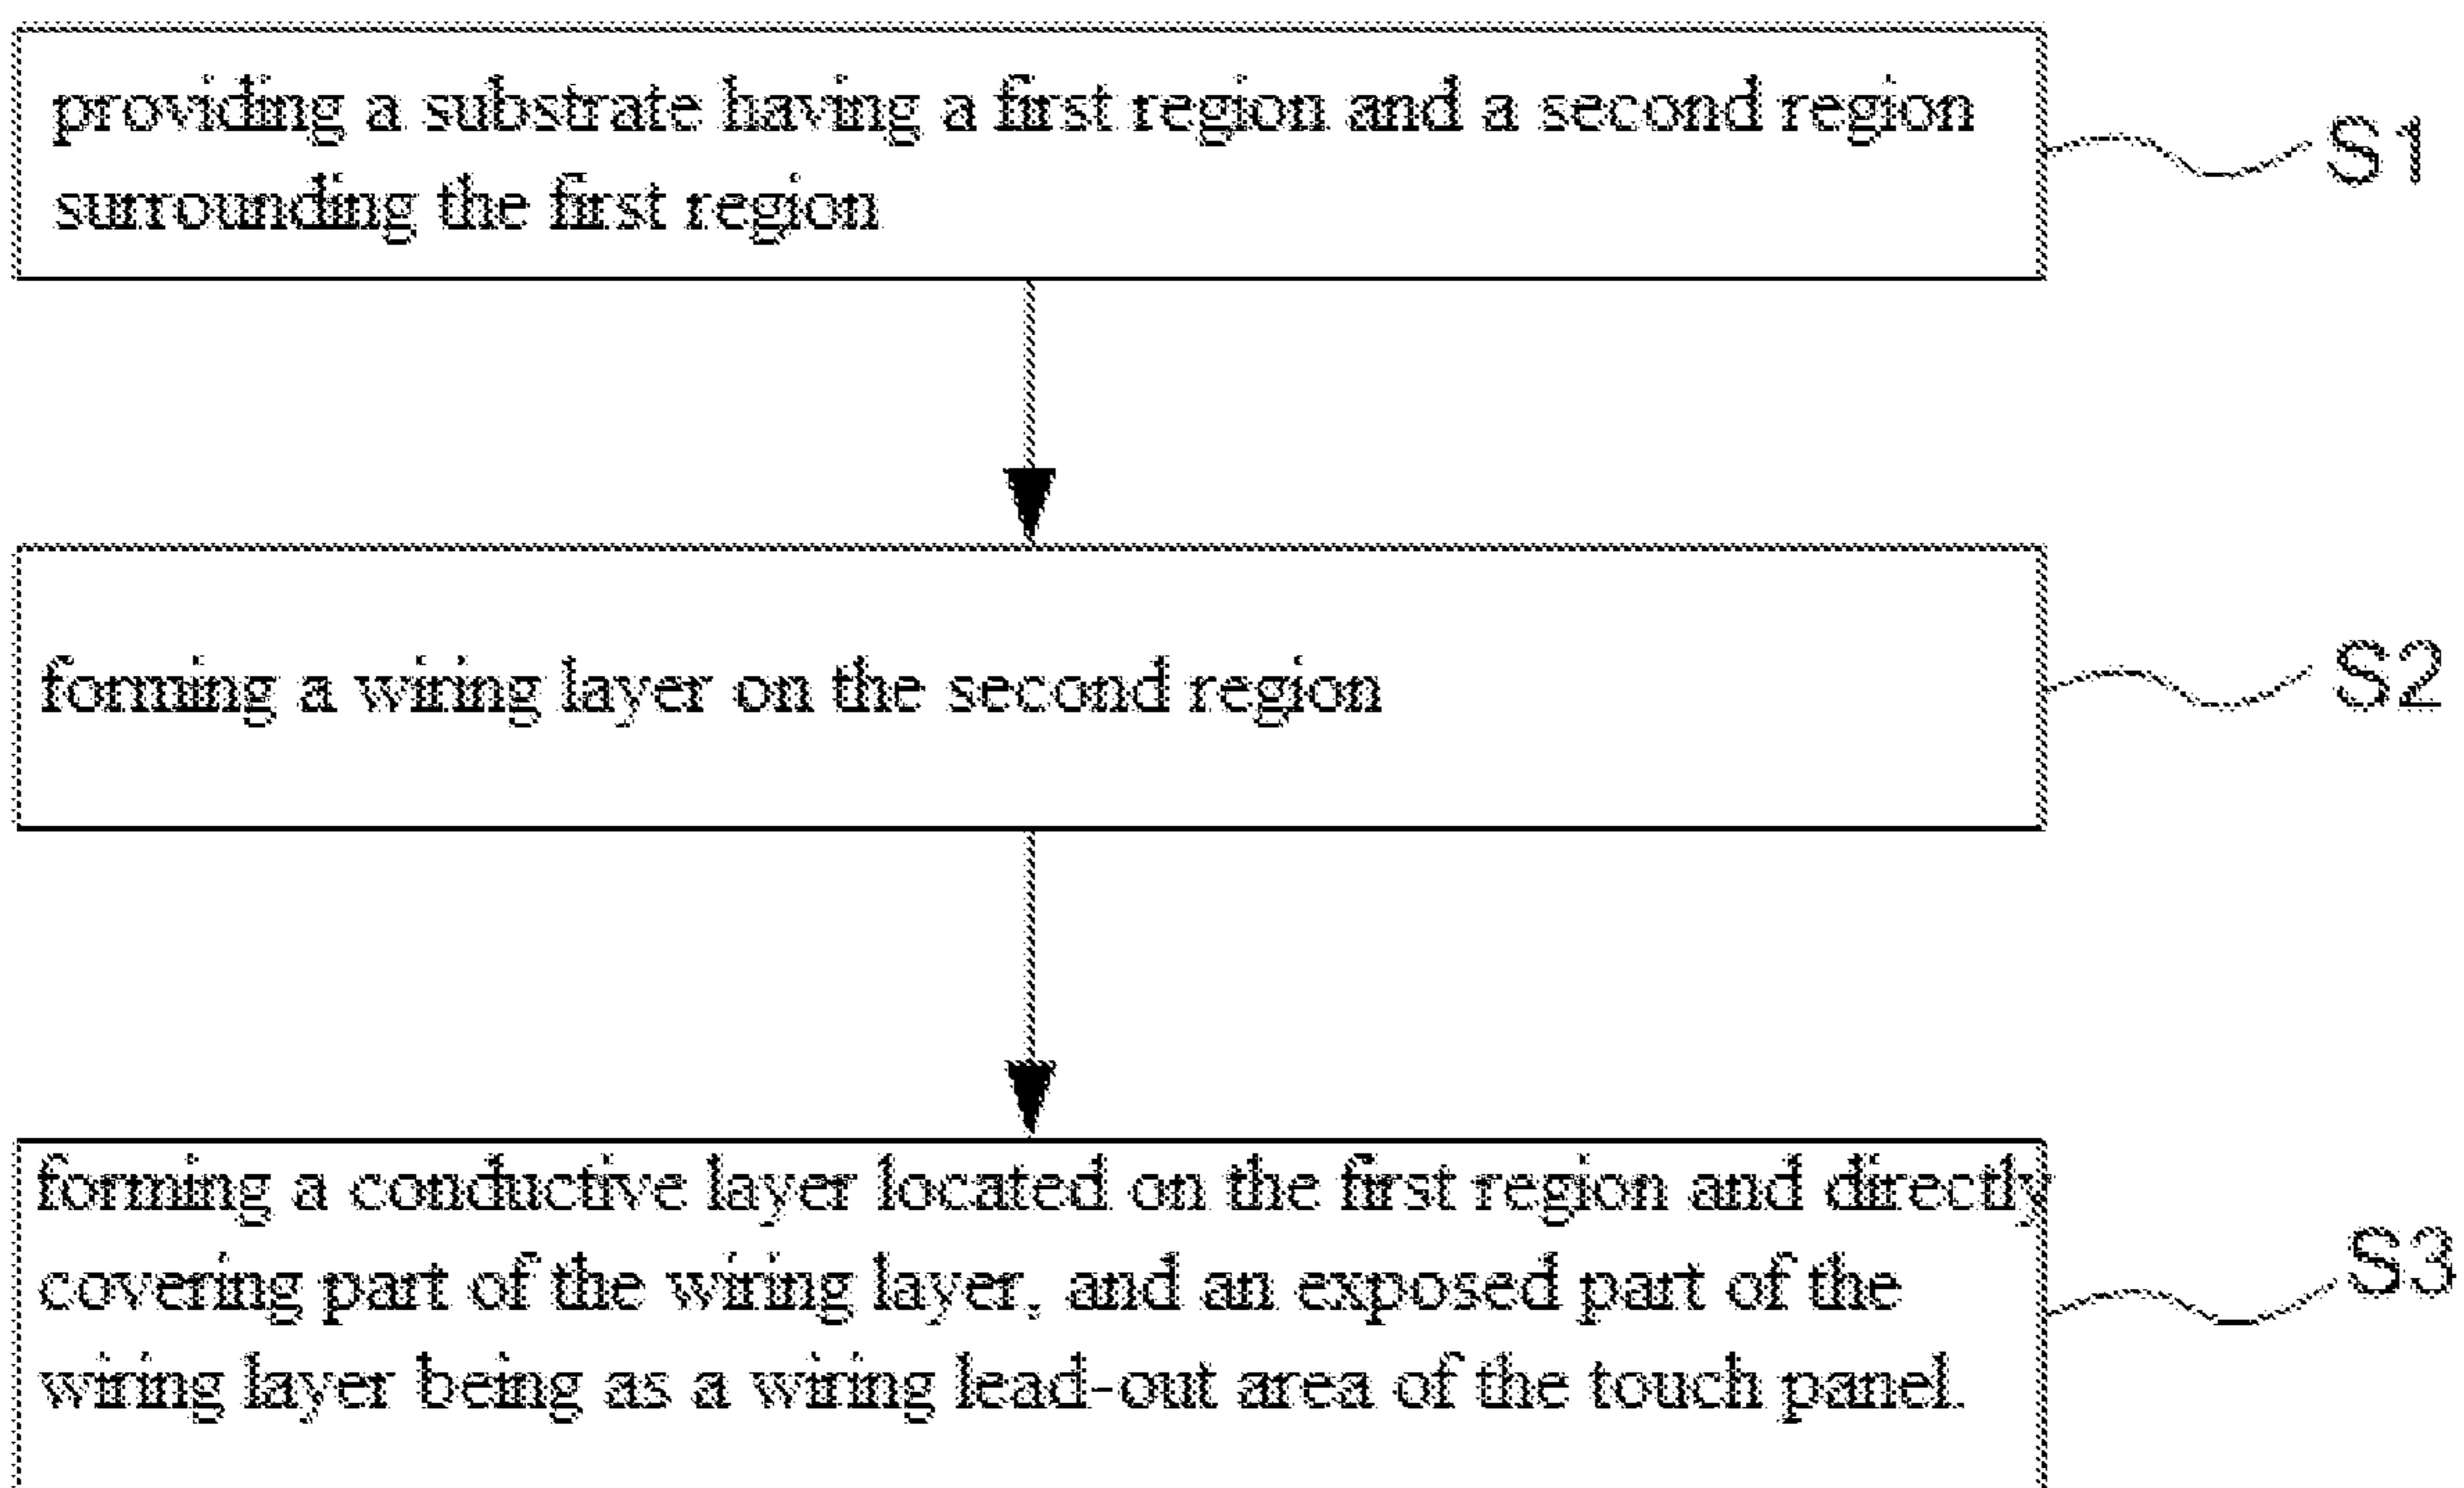 providing a substrate having a first region and a second region
surrounding the first region
S1
forming a wiring layer on the second region
S2
forming a conductive layer located on the first region and directly
covering part of the wiring layer, and an exposed part of the
wiring layer being as a wiring lead-out area of the touch panel.
S3